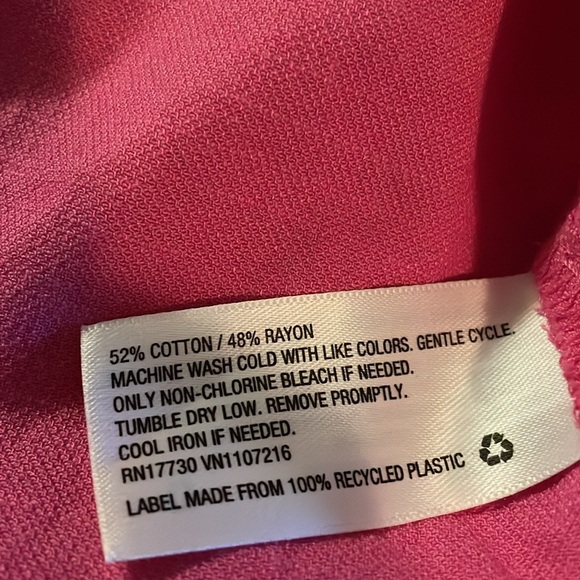 52% COTTON / 48% RAYON
MACHINE WASH COLD WITH LIKE COLORS. GENTLE CYCLE.
ONLY NON-CHLORINE BLEACH IF NEEDED.
TUMBLE DRY LOW. REMOVE PROMPTLY.
COOL IRON IF NEEDED.
RN17730 VN1107216
LABEL MADE FROM 100% RECYCLED PLASTIC